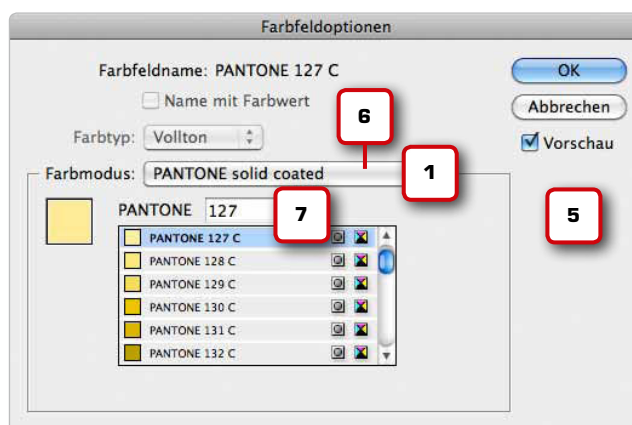 Farbfeldoptionen
Farbfeldname: PANTONE 127 C
OK
Name mit Farbwert
Abbrechen
6
Farbtyp: Vollton
Vorschau
Farbmodus: PANTONE solid coated
1
PANTONE 127
7
5
PANTONE 127 C
PANTONE 128 C
PANTONE 129 C
PANTONE 130 C
PANTONE 131 C
PANTONE 132 C